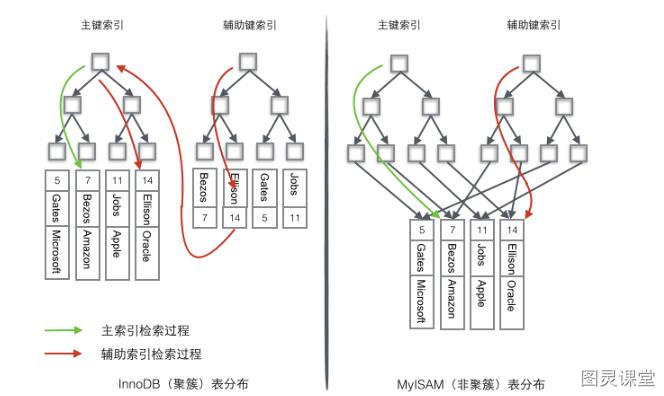 主键索引
辅助键索引
主键索引
辅助键索引
5
7
11
14
Gates
Bezos
Jobs
Ellison
Microsoft
Amazon
Apple
Oracle
Bezos
Ellison
Gates
Jobs
7
14
5
11
5
7
11
14
Gates
Bezos
Jobs
Ellison
Microsoft
Amazon
Apple
Oracle
主索引检索过程
辅助索引检索过程
InnoDB（聚簇）表分布
MyISAM（非聚簇）表分布
图灵课堂